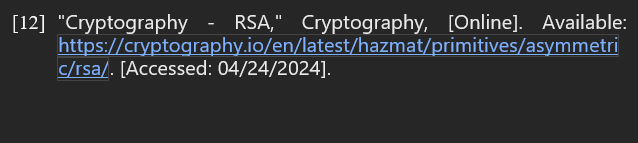 [12] "Cryptography - RSA," Cryptography, [Online]. Available:
https://cryptography.io/en/latest/hazmat/primitives/asymmetri
c/rsa/. [Accessed: 04/24/2024].